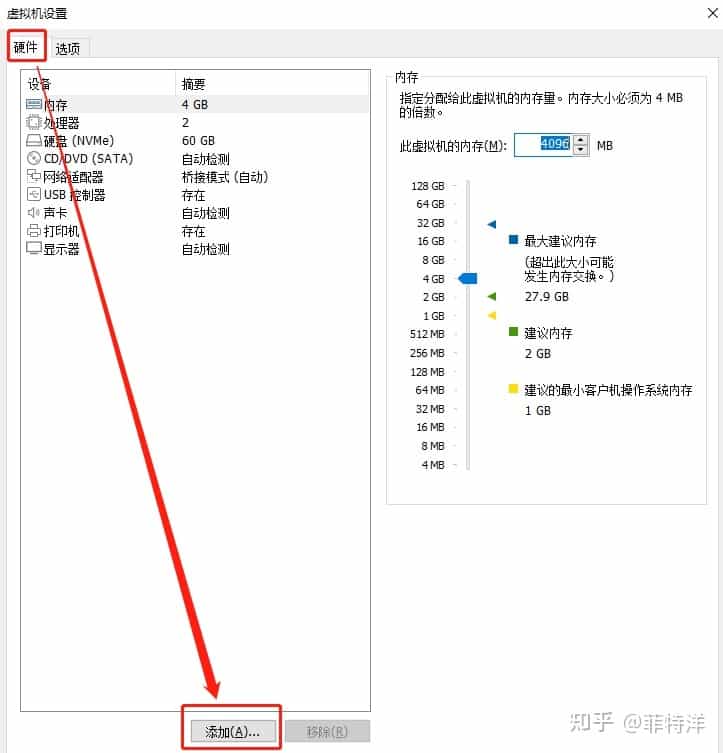 虚拟机设置
硬件 选项
设备 摘要
内存 4 GB
处理器 2
硬盘 (NVMe) 60 GB
CD/DVD (SATA) 自动检测
网络适配器 桥接模式 (自动)
USB 控制器 存在
声卡 自动检测
打印机 存在
显示器 自动检测
添加(A)... 移除(R)
内存
指定分配给此虚拟机的内存量。内存大小必须为 4 MB
的倍数。
此虚拟机的内存(M): 4096 MB
128 GB
64 GB
32 GB
16 GB
8 GB
4 GB
2 GB
1 GB
512 MB
256 MB
128 MB
64 MB
32 MB
16 MB
8 MB
4 MB
最大建议内存
(超出此大小可能
发生内存交换。)
27.9 GB
建议内存
2 GB
建议的最小客户机操作系统内存
1 GB
知乎 @菲特洋